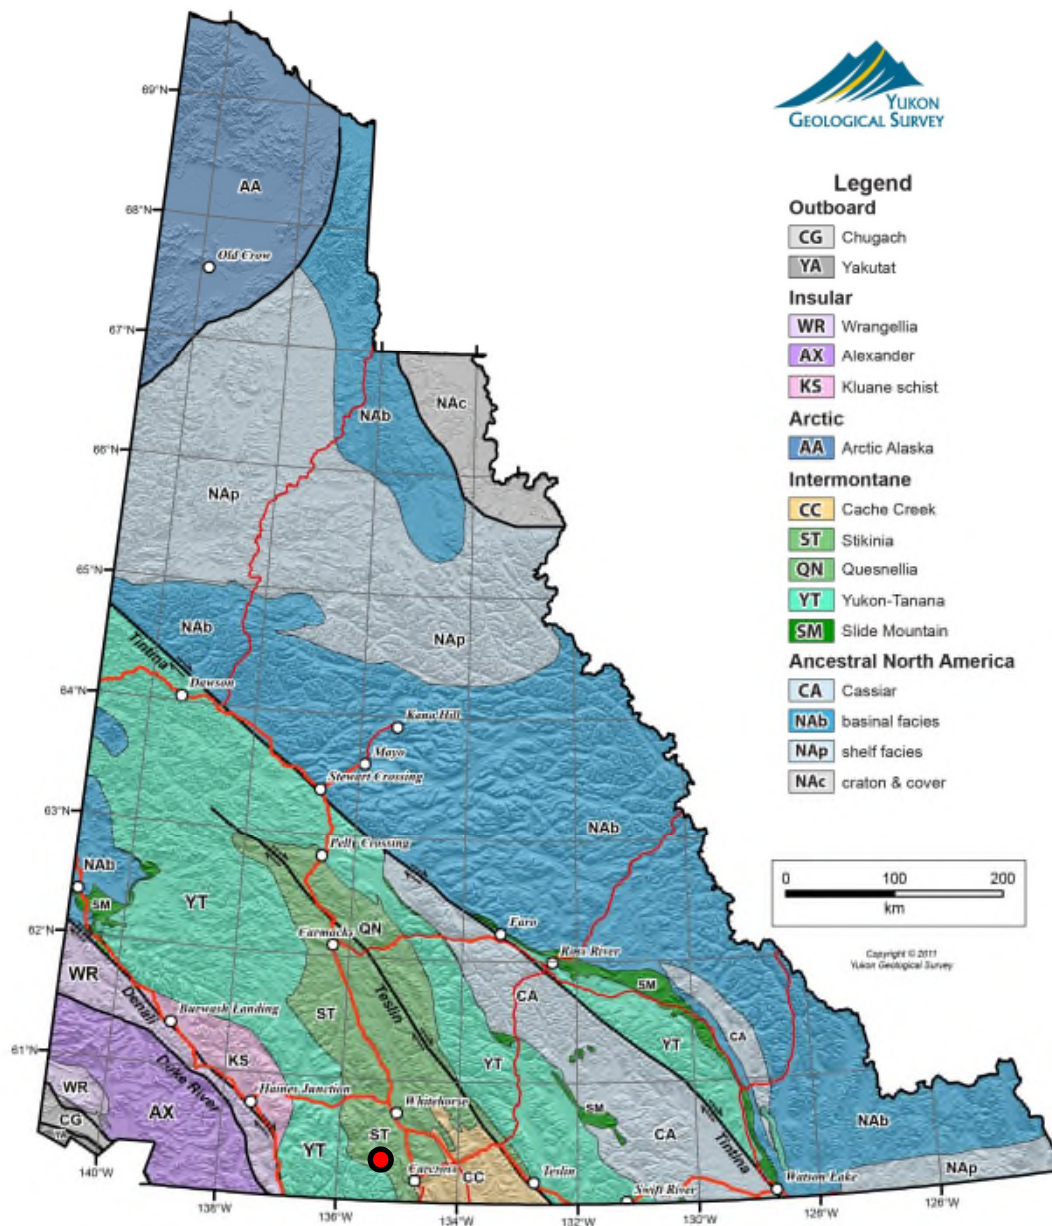 YUKON
GEOLOGICAL SURVEY
Legend
Outboard
CG Chugach
YA Yakutat
Insular
WR Wrangellia
AX Alexander
KS Kluane schist
Arctic
AA Arctic Alaska
Intermontane
CC Cache Creek
ST Stikinia
QN Quesnellia
YT Yukon-Tanana
SM Slide Mountain
Ancestral North America
CA Cassiar
NAb basinal facies
NAp shelf facies
NAc craton & cover
0 100 200
km
Copyright © 2011
Yukon Geological Survey
69°N
AA
68°N
Old Crow
67°N
NAb
NAc
66°N
NAp
65°N
NAb
NAp
Tintina
64°N
Dawson
Kana Hill
Mayo
Stewart Crossing
63°N
NAb
Pelly Crossing
NAb
YT
SM
QN
Faro
62°N
Carmacks
Ross River
WR
SM
CA
Denali
Burwash Landing
ST
Teslin
CA
61°N
KS
YT
YT
Duke River
WR
Haines Junction
AX
Whitehorse
SM
NAb
CG
YA
YT
ST
CA
Tintina
140°W
Carcross
CC
Teslin
Watson Lake
NAp
Swift River
138°W
136°W
134°W
132°W
130°W
128°W
126°W